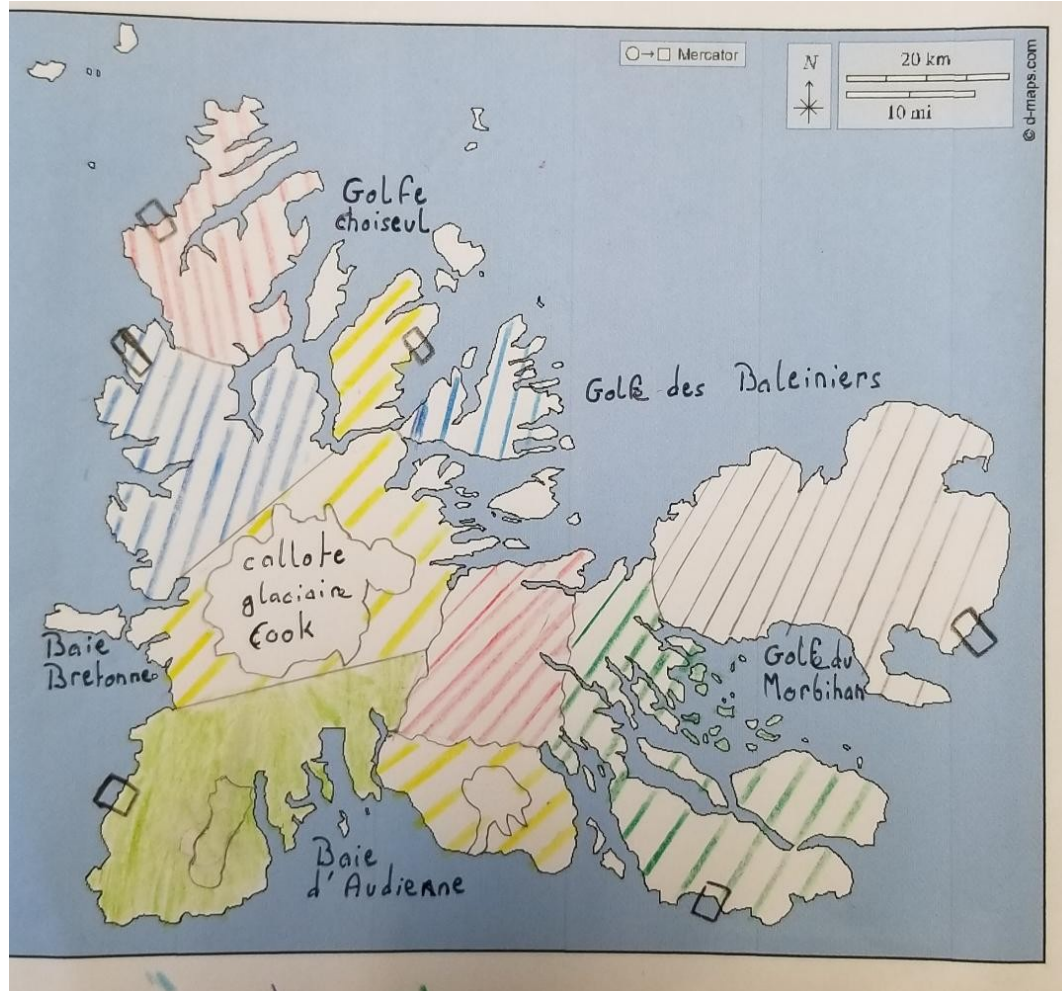 O→□ Mercator
N
20 km
10 mi
© d-maps.com
Golfe
choiseul
Golfe des Baleiniers
callote
glaciaire
Cook
Baie
Bretonne
Golfe du
Morbihan
Baie
d'Audierne